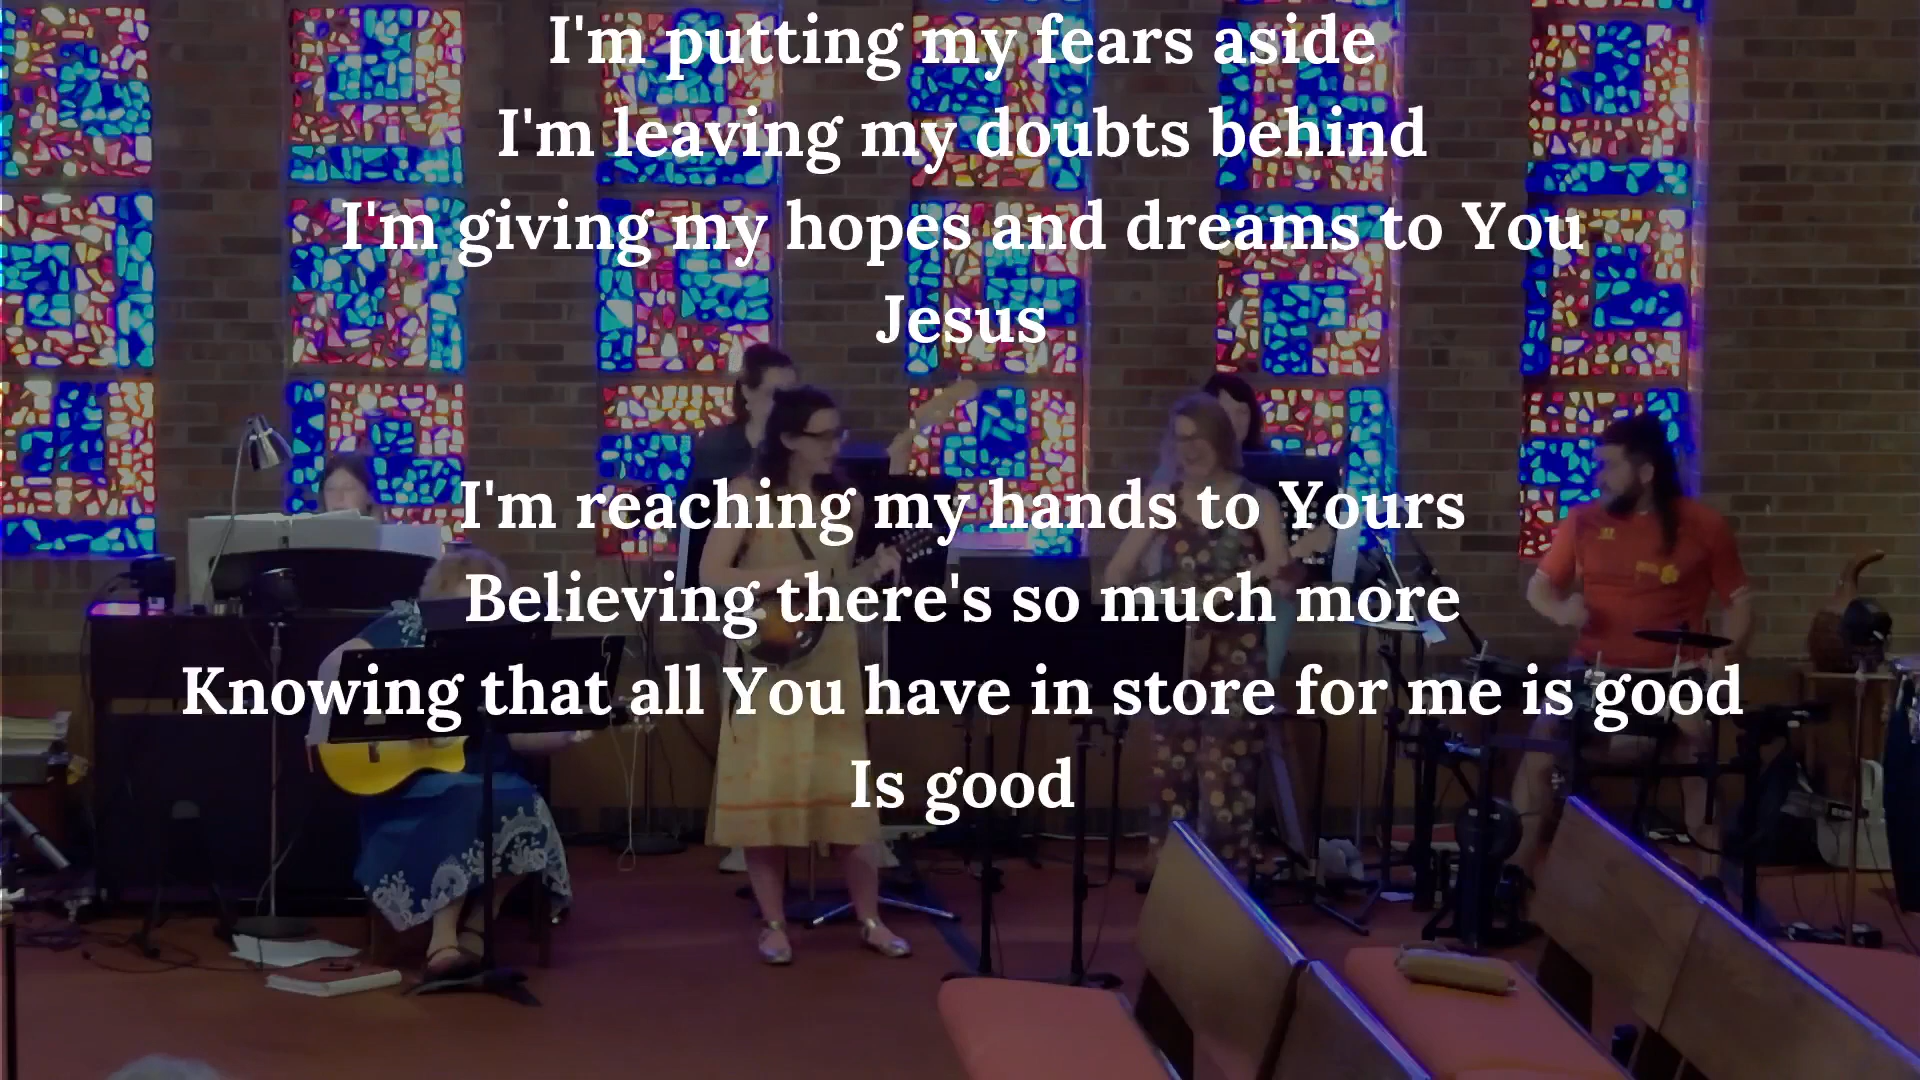 I'm putting my fears aside
I'm leaving my doubts behind
I'm giving my hopes and dreams to You
Jesus
I'm reaching my hands to Yours
Believing there's so much more
Knowing that all You have in store for me is good
Is good